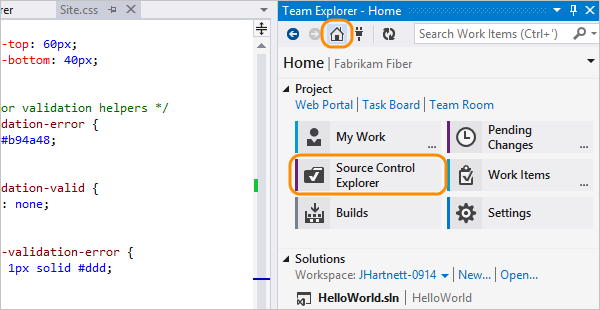 rer
Site.css
-top: 60px;
-bottom: 40px;
or validation helpers */
dation-error {
#b94a48;
dation-valid {
: none;
-validation-error {
1px solid #ddd;
Team Explorer - Home
Search Work Items (Ctrl+')
Home | Fabrikam Fiber
Project
Web Portal | Task Board | Team Room
My Work ...
Pending Changes ...
Source Control Explorer
Work Items ...
Builds
Settings
Solutions
Workspace: JHartnett-0914 | New... | Open...
HelloWorld.sln | HelloWorld